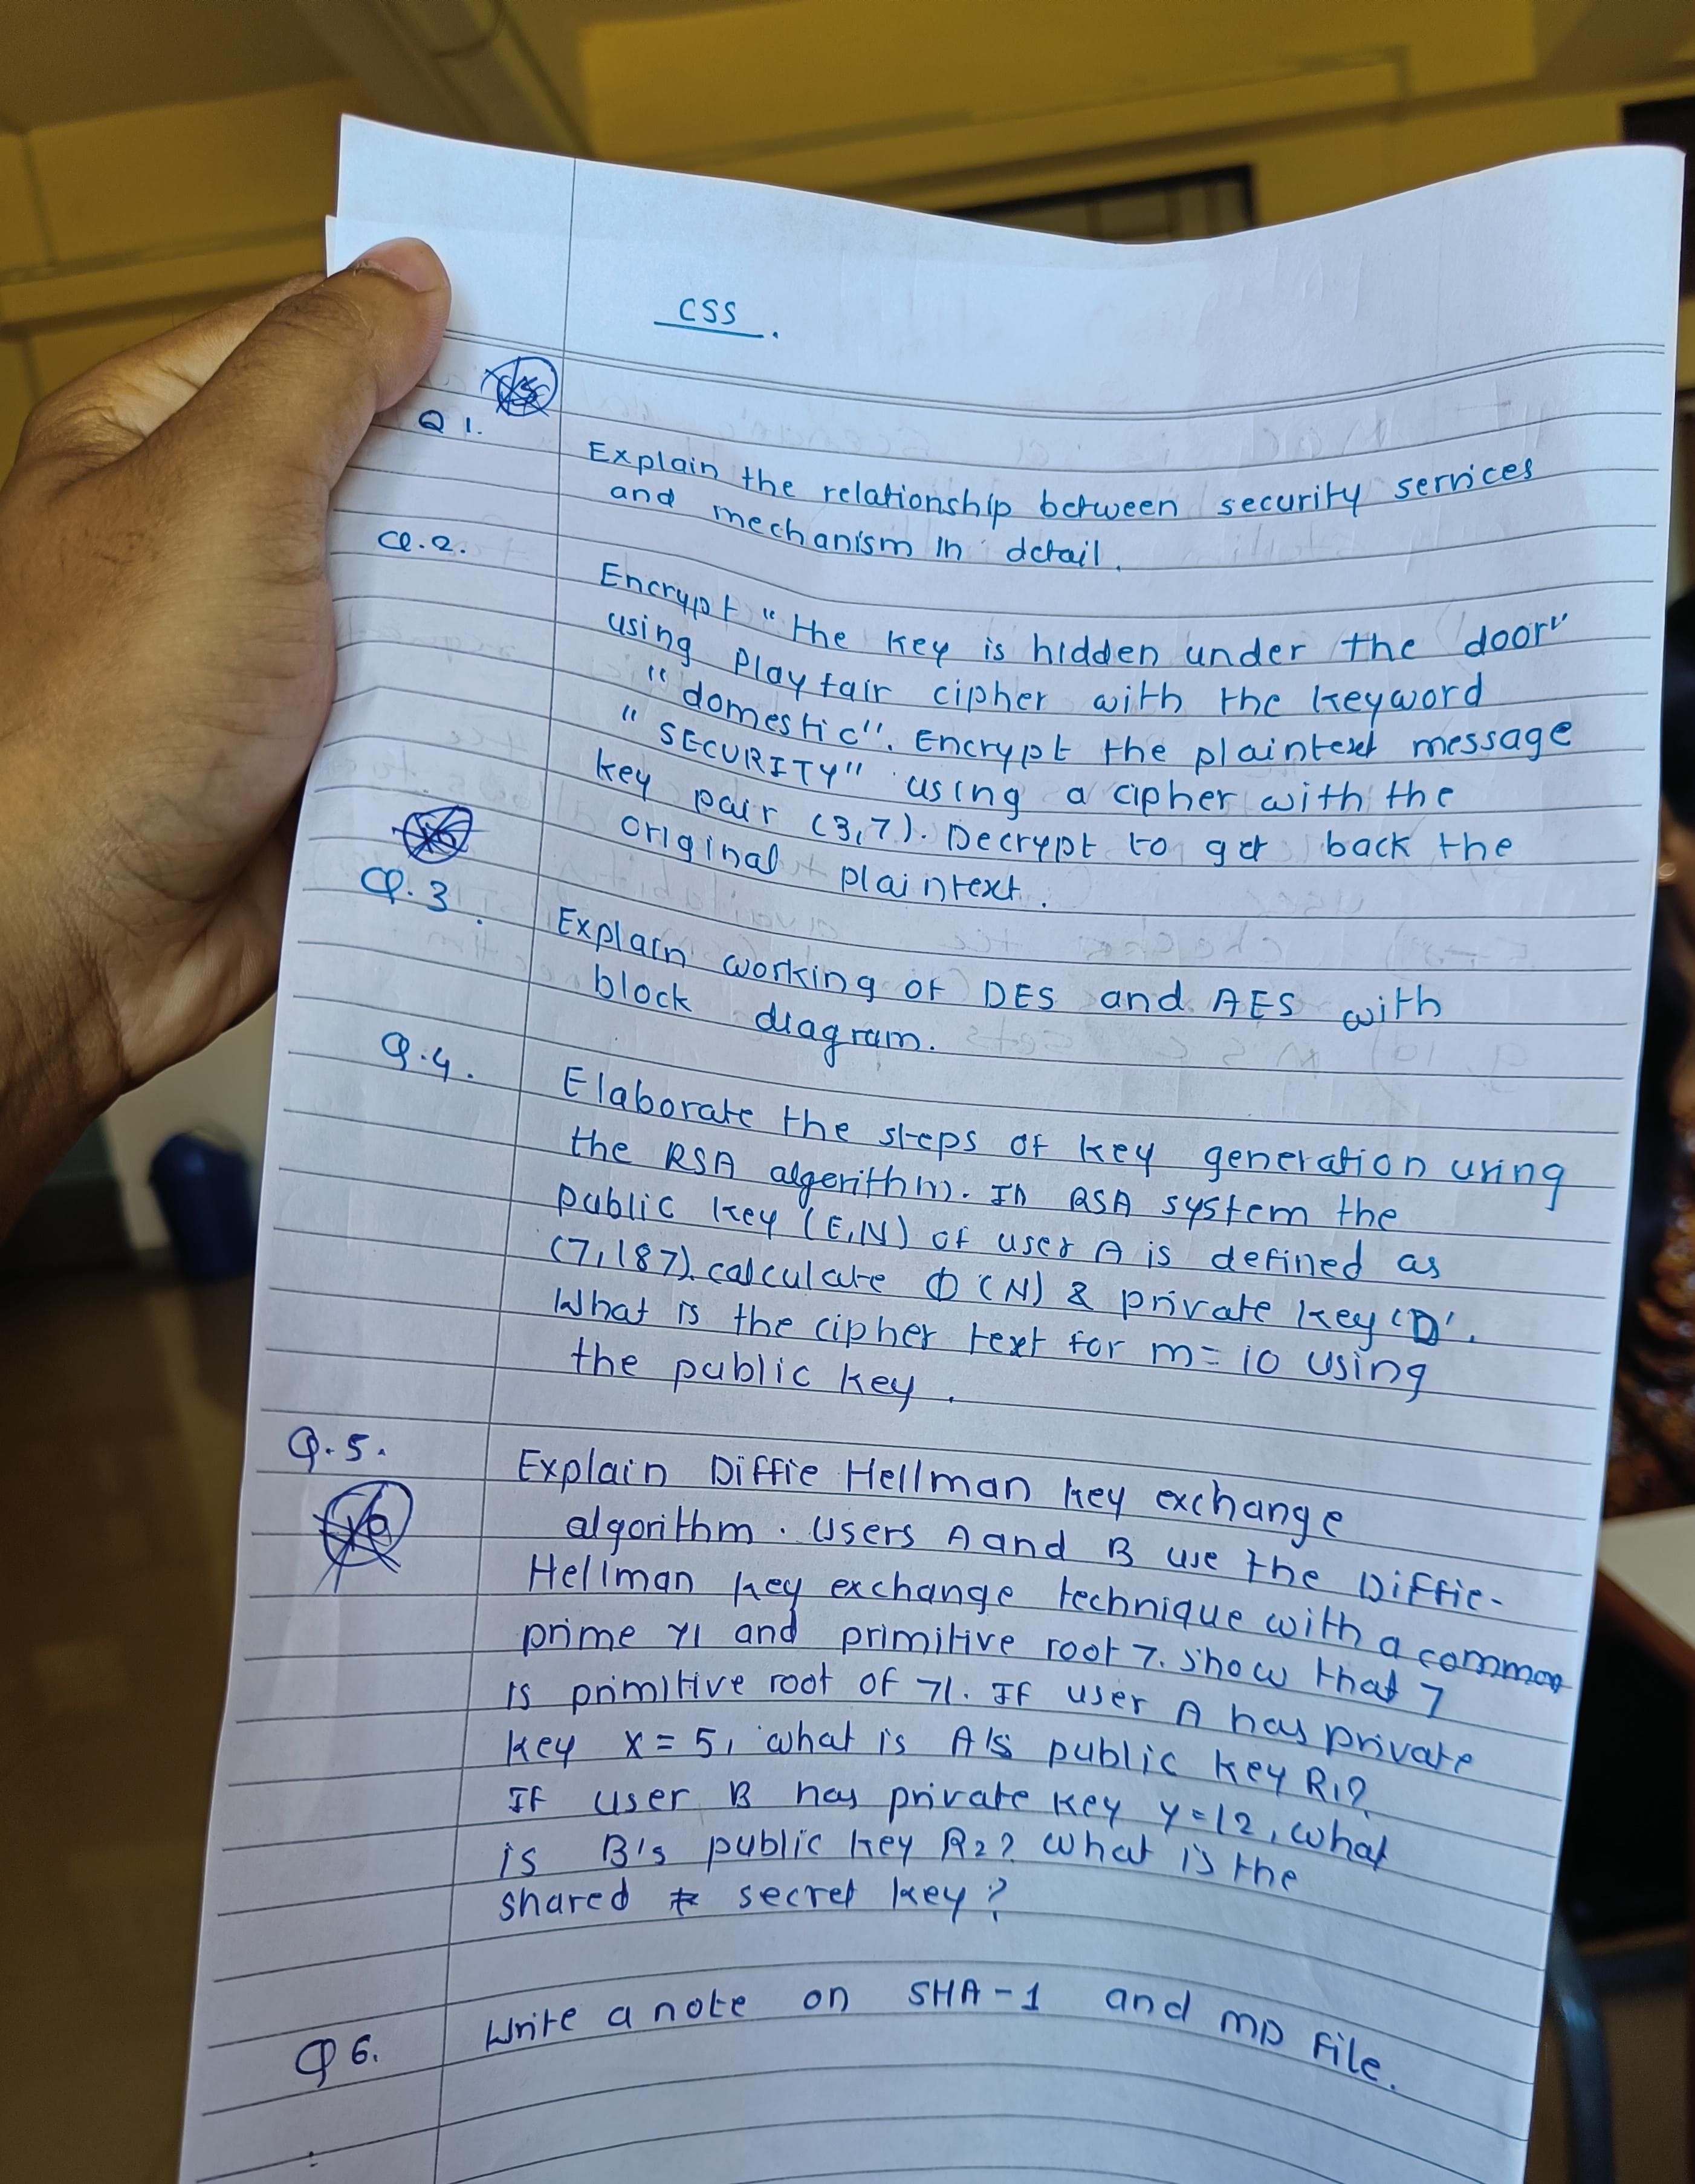 CSS.
Q 1.
Explain the relationship between security services
and mechanism in detail.
Q.2.
Encrypt "the key is hidden under the door"
using Playfair cipher with the keyword
"domestic". Encrypt the plaintext message
"SECURITY" using a cipher with the
key pair (3,7). Decrypt to get back the
original plaintext.
Q.3.
Explain working of DES and AES with
block diagram.
Q.4.
Elaborate the steps of key generation using
the RSA algerithm. In RSA system the
public key (E,N) of user A is defined as
(7,187). calculate Φ(N) & private key 'D'.
What is the cipher text for m=10 using
the public key.
Q.5.
Explain Diffie Hellman key exchange
algorithm. Users A and B use the Diffie-
Hellman key exchange technique with a common
prime 71 and primitive root 7. Show that 7
is primitive root of 71. If user A has private
key x=5, what is A's public key R1?
If user B has private key y=12, what
is B's public key R2? What is the
shared secret key?
Q 6.
Write a note on SHA-1 and MD File.